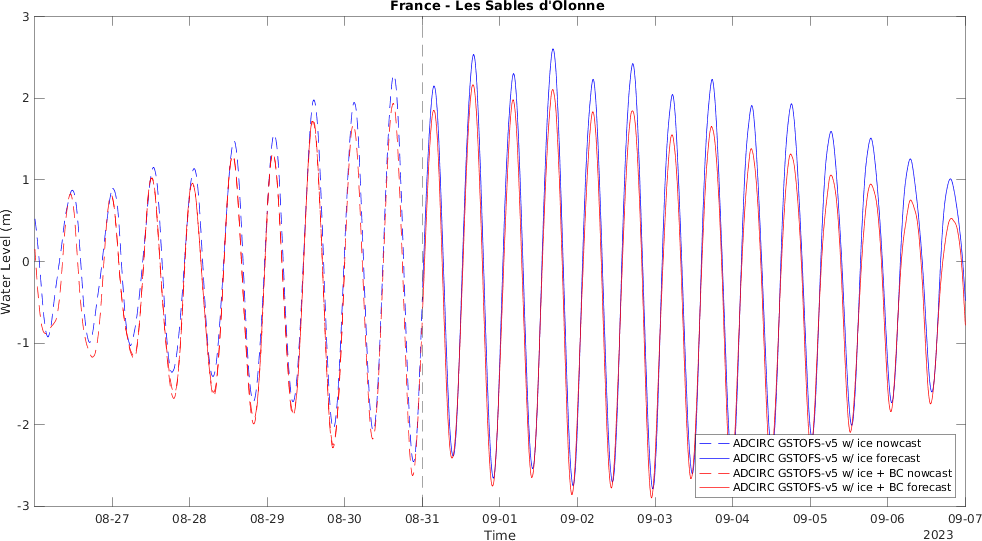 France - Les Sables d'Olonne
3
2
1
0
-1
-2
-3
Water Level (m)
ADCIRC GSTOFS-v5 w/ ice nowcast
ADCIRC GSTOFS-v5 w/ ice forecast
ADCIRC GSTOFS-v5 w/ ice + BC nowcast
ADCIRC GSTOFS-v5 w/ ice + BC forecast
08-27 08-28 08-29 08-30 08-31 09-01 09-02 09-03 09-04 09-05 09-06 09-07
Time
2023